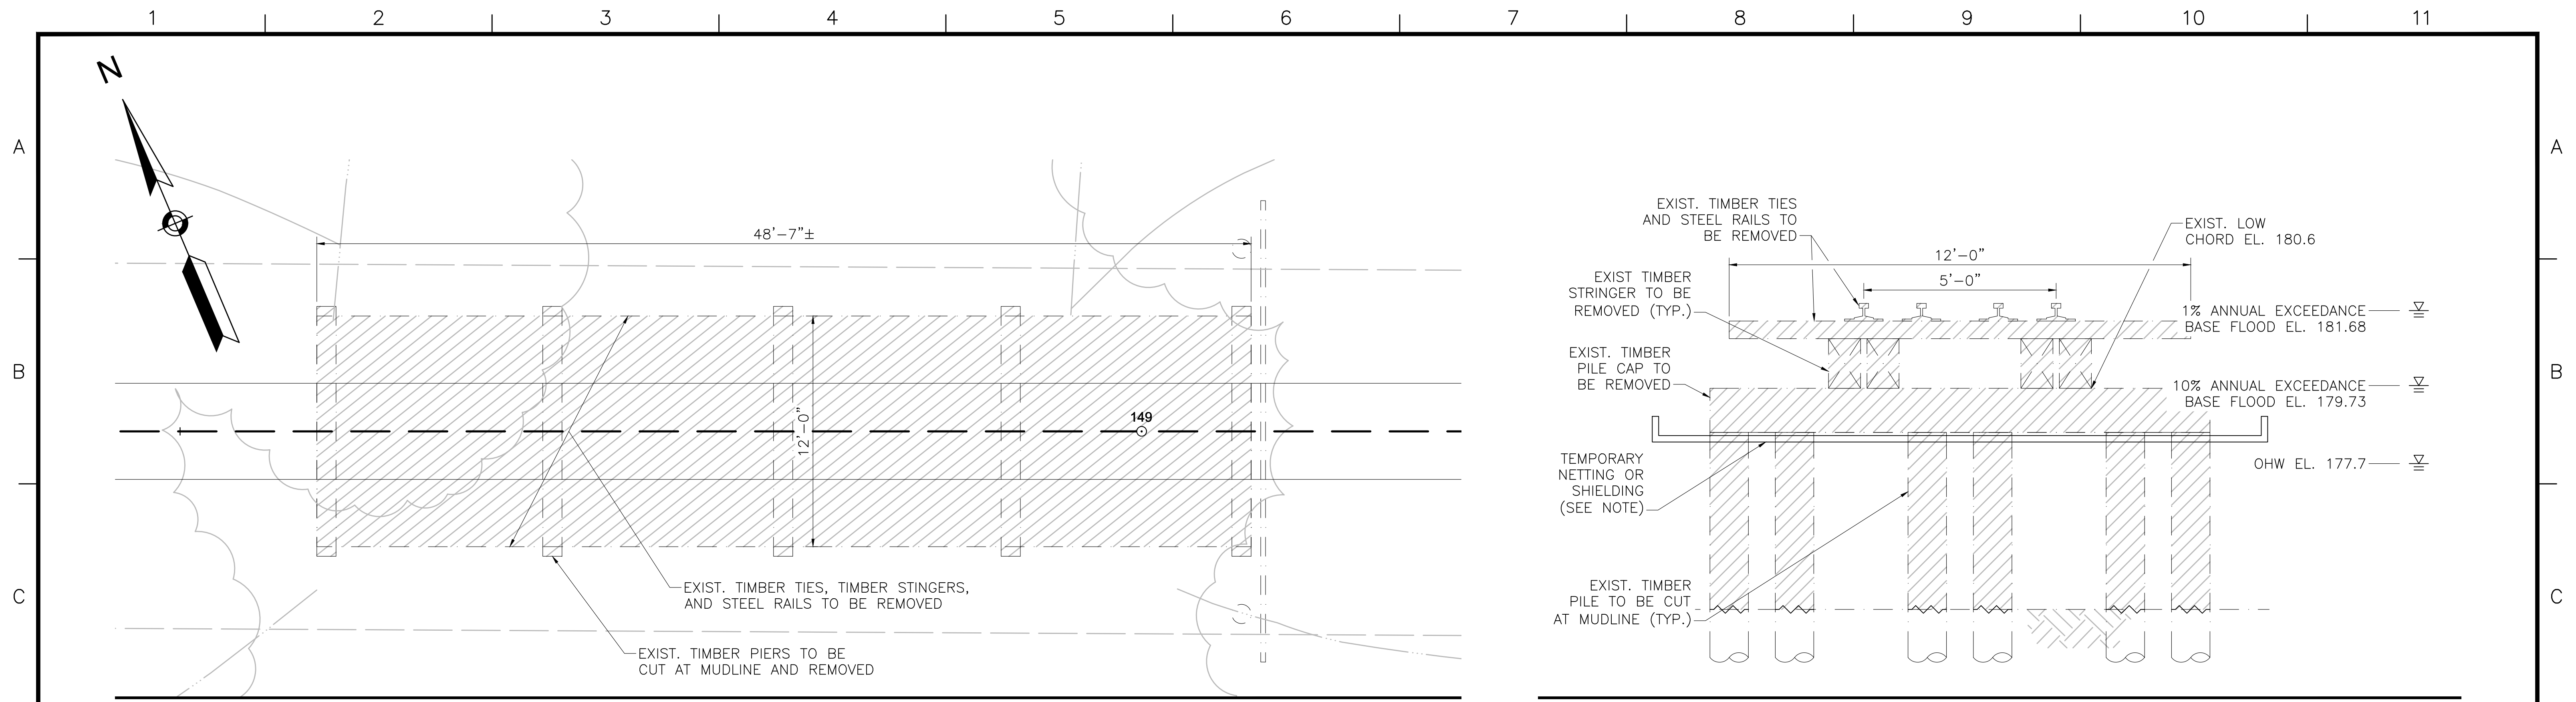 1 2 3 4 5 6 7 8 9 10 11
A
B
C
N
48'-7"±
12'-0"
149
EXIST. TIMBER TIES, TIMBER STINGERS,
AND STEEL RAILS TO BE REMOVED
EXIST. TIMBER PIERS TO BE
CUT AT MUDLINE AND REMOVED
EXIST. TIMBER TIES
AND STEEL RAILS TO
BE REMOVED
EXIST. LOW
CHORD EL. 180.6
12'-0"
5'-0"
EXIST TIMBER
STRINGER TO BE
REMOVED (TYP.)
1% ANNUAL EXCEEDANCE
BASE FLOOD EL. 181.68
EXIST. TIMBER
PILE CAP TO
BE REMOVED
10% ANNUAL EXCEEDANCE
BASE FLOOD EL. 179.73
TEMPORARY
NETTING OR
SHIELDING
(SEE NOTE)
OHW EL. 177.7
EXIST. TIMBER
PILE TO BE CUT
AT MUDLINE (TYP.)
A
B
C